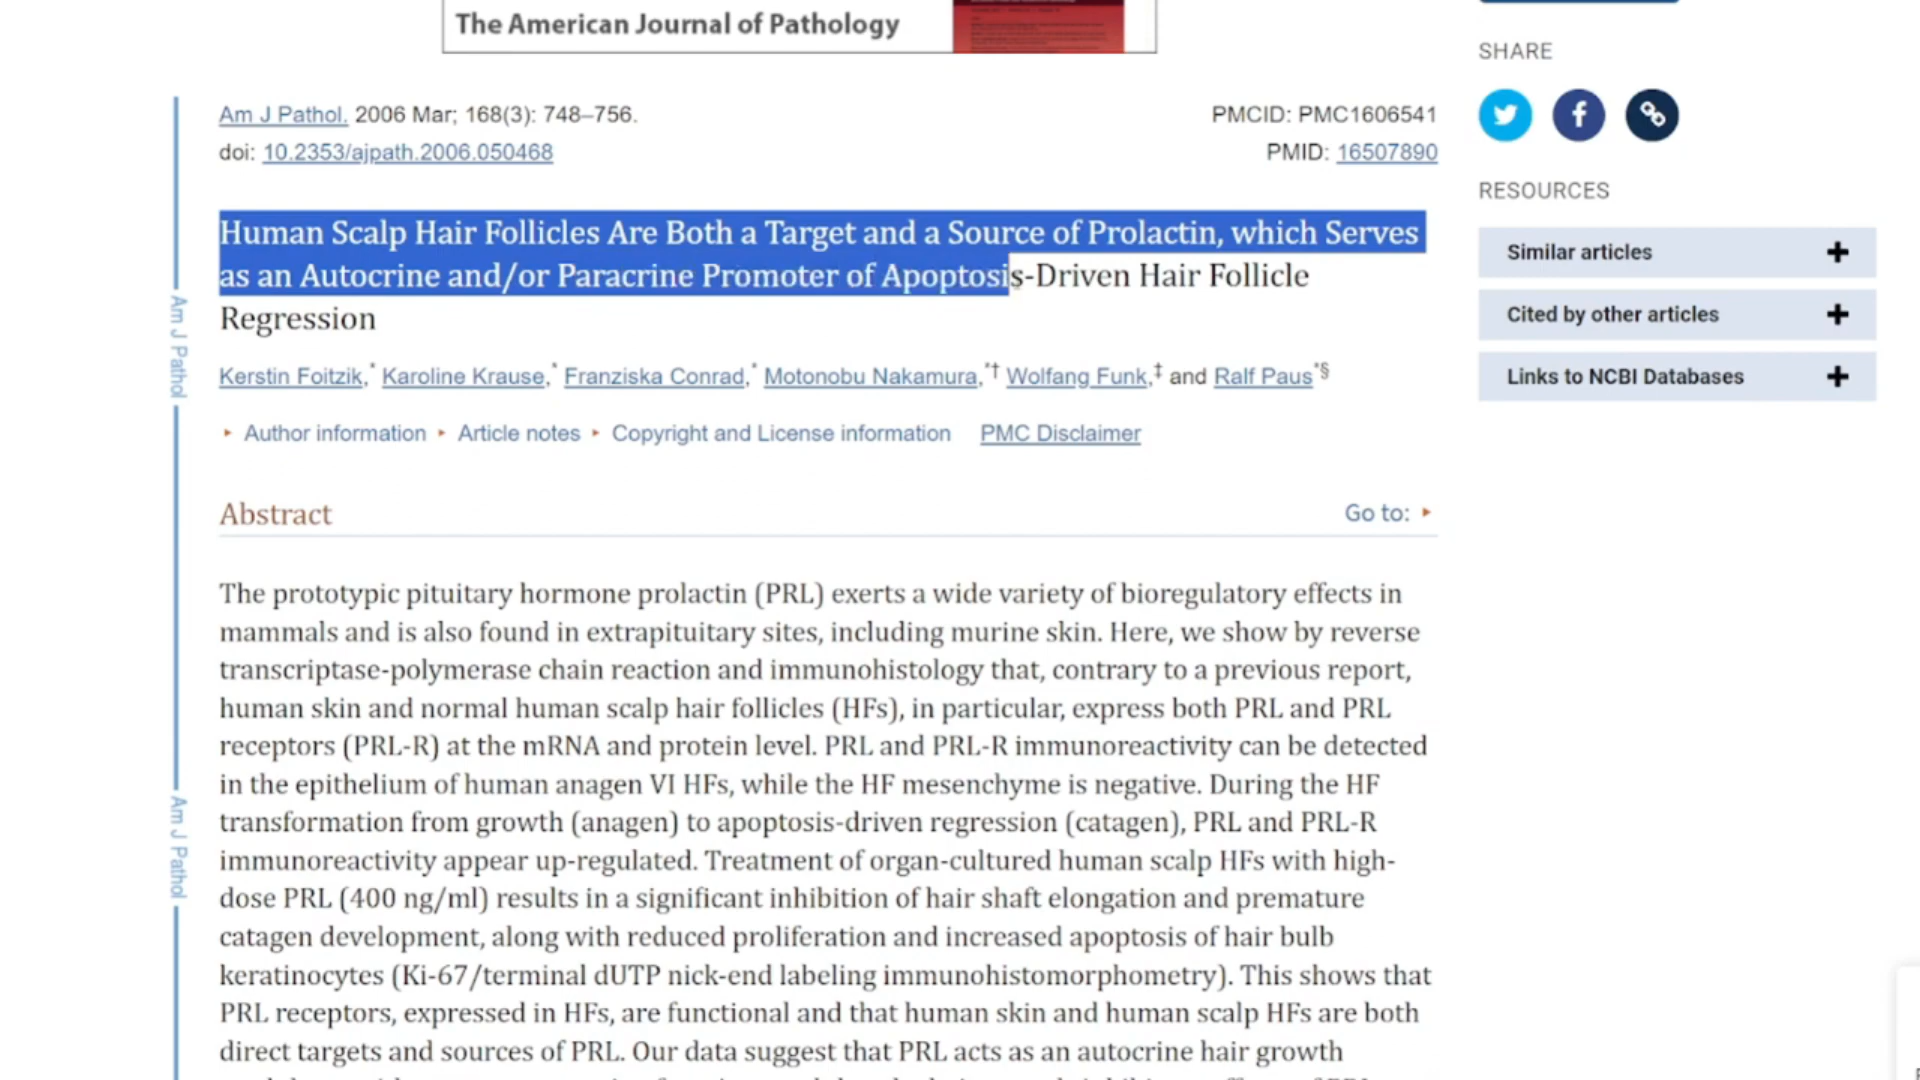 The American Journal of Pathology
SHARE
Am J Pathol. 2006 Mar; 168(3): 748–756.
PMCID: PMC1606541
doi: 10.2353/ajpath.2006.050468
PMID: 16507890
RESOURCES
Human Scalp Hair Follicles Are Both a Target and a Source of Prolactin, which Serves
as an Autocrine and/or Paracrine Promoter of Apoptosis-Driven Hair Follicle
Regression
Similar articles
Cited by other articles
Links to NCBI Databases
Am J Pathol
Kerstin Foitzik,* Karoline Krause,* Franziska Conrad,* Motonobu Nakamura,*† Wolfang Funk,‡ and Ralf Paus*§
Author information Article notes Copyright and License information PMC Disclaimer
Abstract
Go to:
The prototypic pituitary hormone prolactin (PRL) exerts a wide variety of bioregulatory effects in
mammals and is also found in extrapituitary sites, including murine skin. Here, we show by reverse
transcriptase-polymerase chain reaction and immunohistology that, contrary to a previous report,
human skin and normal human scalp hair follicles (HFs), in particular, express both PRL and PRL
receptors (PRL-R) at the mRNA and protein level. PRL and PRL-R immunoreactivity can be detected
in the epithelium of human anagen VI HFs, while the HF mesenchyme is negative. During the HF
transformation from growth (anagen) to apoptosis-driven regression (catagen), PRL and PRL-R
immunoreactivity appear up-regulated. Treatment of organ-cultured human scalp HFs with high-
dose PRL (400 ng/ml) results in a significant inhibition of hair shaft elongation and premature
catagen development, along with reduced proliferation and increased apoptosis of hair bulb
keratinocytes (Ki-67/terminal dUTP nick-end labeling immunohistomorphometry). This shows that
PRL receptors, expressed in HFs, are functional and that human skin and human scalp HFs are both
direct targets and sources of PRL. Our data suggest that PRL acts as an autocrine hair growth
Am J Pathol